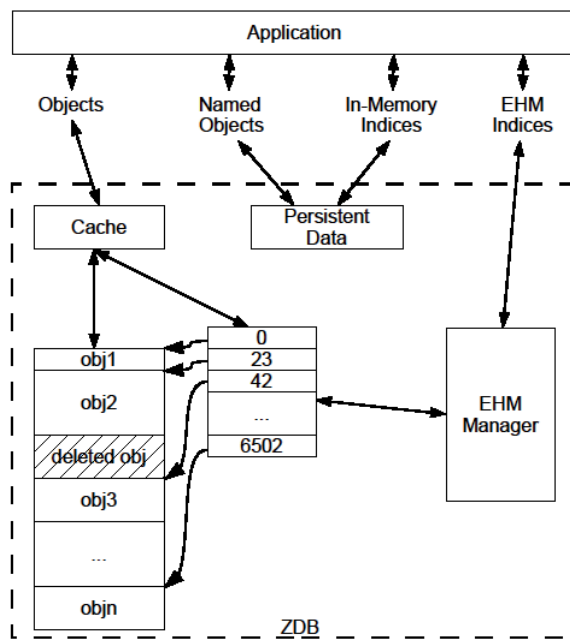 Application
Objects
Named
Objects
In-Memory
Indices
EHM
Indices
Cache
Persistent
Data
obj1
obj2
deleted obj
obj3
...
objn
0
23
42
...
6502
EHM
Manager
ZDB